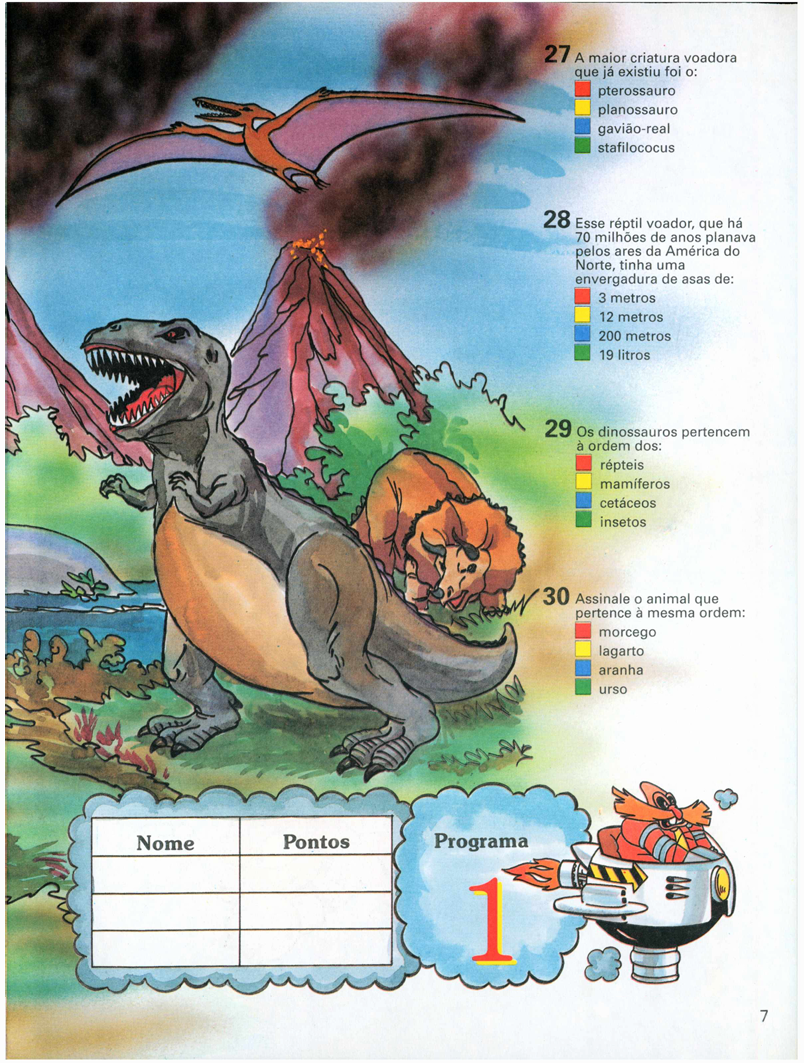 27 A maior criatura voadora
que já existiu foi o:
pterossauro
planossauro
gavião-real
stafilococus
28 Esse réptil voador, que há
70 milhões de anos planava
pelos ares da América do
Norte, tinha uma
envergadura de asas de:
3 metros
12 metros
200 metros
19 litros
29 Os dinossauros pertencem
à ordem dos:
répteis
mamíferos
cetáceos
insetos
30 Assinale o animal que
pertence à mesma ordem:
morcego
lagarto
aranha
urso
Nome Pontos
Programa
1
7